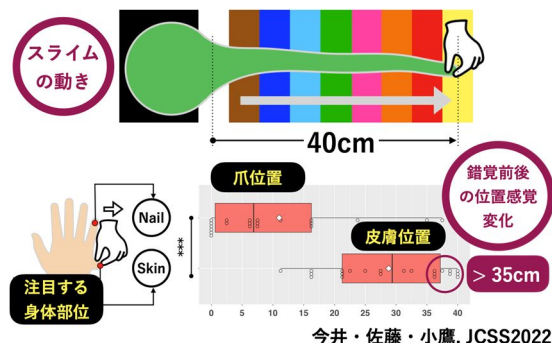 スライム
の動き
40cm
爪位置
錯覚前後
の位置感覚
変化
Nail
***
皮膚位置
Skin
> 35cm
注目する
身体部位
0 5 10 15 20 25 30 35 40
今井・佐藤・小鷹, JCSS2022